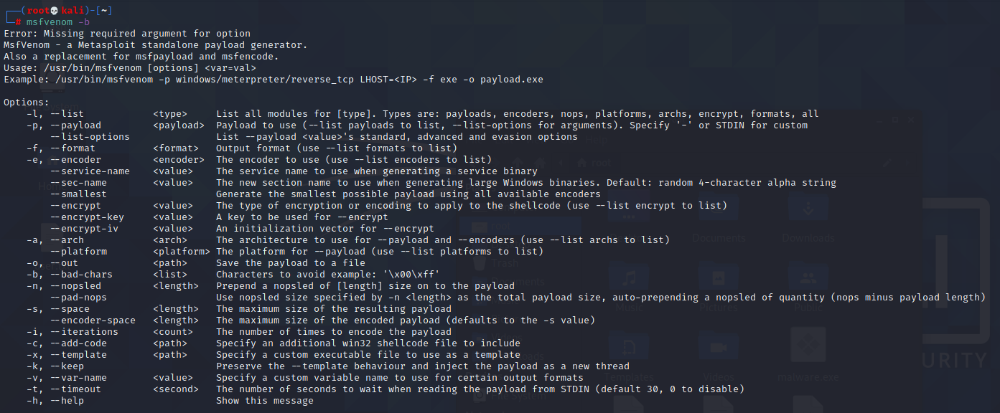 ┌──(root💀kali)-[~]
└─# msfvenom -b
Error: Missing required argument for option
MsfVenom - a Metasploit standalone payload generator.
Also a replacement for msfpayload and msfencode.
Usage: /usr/bin/msfvenom [options] <var=val>
Example: /usr/bin/msfvenom -p windows/meterpreter/reverse_tcp LHOST=<IP> -f exe -o payload.exe

Options:
    -l, --list            <type>     List all modules for [type]. Types are: payloads, encoders, nops, platforms, archs, encrypt, formats, all
    -p, --payload         <payload>  Payload to use (--list payloads to list, --list-options for arguments). Specify '-' or STDIN for custom
        --list-options               List --payload <value>'s standard, advanced and evasion options
    -f, --format          <format>   Output format (use --list formats to list)
    -e, --encoder         <encoder>  The encoder to use (use --list encoders to list)
        --service-name    <value>    The service name to use when generating a service binary
        --sec-name        <value>    The new section name to use when generating large Windows binaries. Default: random 4-character alpha string
        --smallest                   Generate the smallest possible payload using all available encoders
        --encrypt         <value>    The type of encryption or encoding to apply to the shellcode (use --list encrypt to list)
        --encrypt-key     <value>    A key to be used for --encrypt
        --encrypt-iv      <value>    An initialization vector for --encrypt
    -a, --arch            <arch>     The architecture to use for --payload and --encoders (use --list archs to list)
        --platform        <platform> The platform for --payload (use --list platforms to list)
    -o, --out             <path>     Save the payload to a file
    -b, --bad-chars       <list>     Characters to avoid example: '\x00\xff'
    -n, --nopsled         <length>   Prepend a nopsled of [length] size on to the payload
        --pad-nops                   Use nopsled size specified by -n <length> as the total payload size, auto-prepending a nopsled of quantity (nops minus payload length)
    -s, --space           <length>   The maximum size of the resulting payload
        --encoder-space   <length>   The maximum size of the encoded payload (defaults to the -s value)
    -i, --iterations      <count>    The number of times to encode the payload
    -c, --add-code        <path>     Specify an additional win32 shellcode file to include
    -x, --template        <path>     Specify a custom executable file to use as a template
    -k, --keep                       Preserve the --template behaviour and inject the payload as a new thread
    -v, --var-name        <value>    Specify a custom variable name to use for certain output formats
    -t, --timeout         <second>   The number of seconds to wait when reading the payload from STDIN (default 30, 0 to disable)
    -h, --help                       Show this message
Help
root
Documents
Downloads
Trash
Music
Pictures
Public
Templates
Videos
malware.exe
URITY